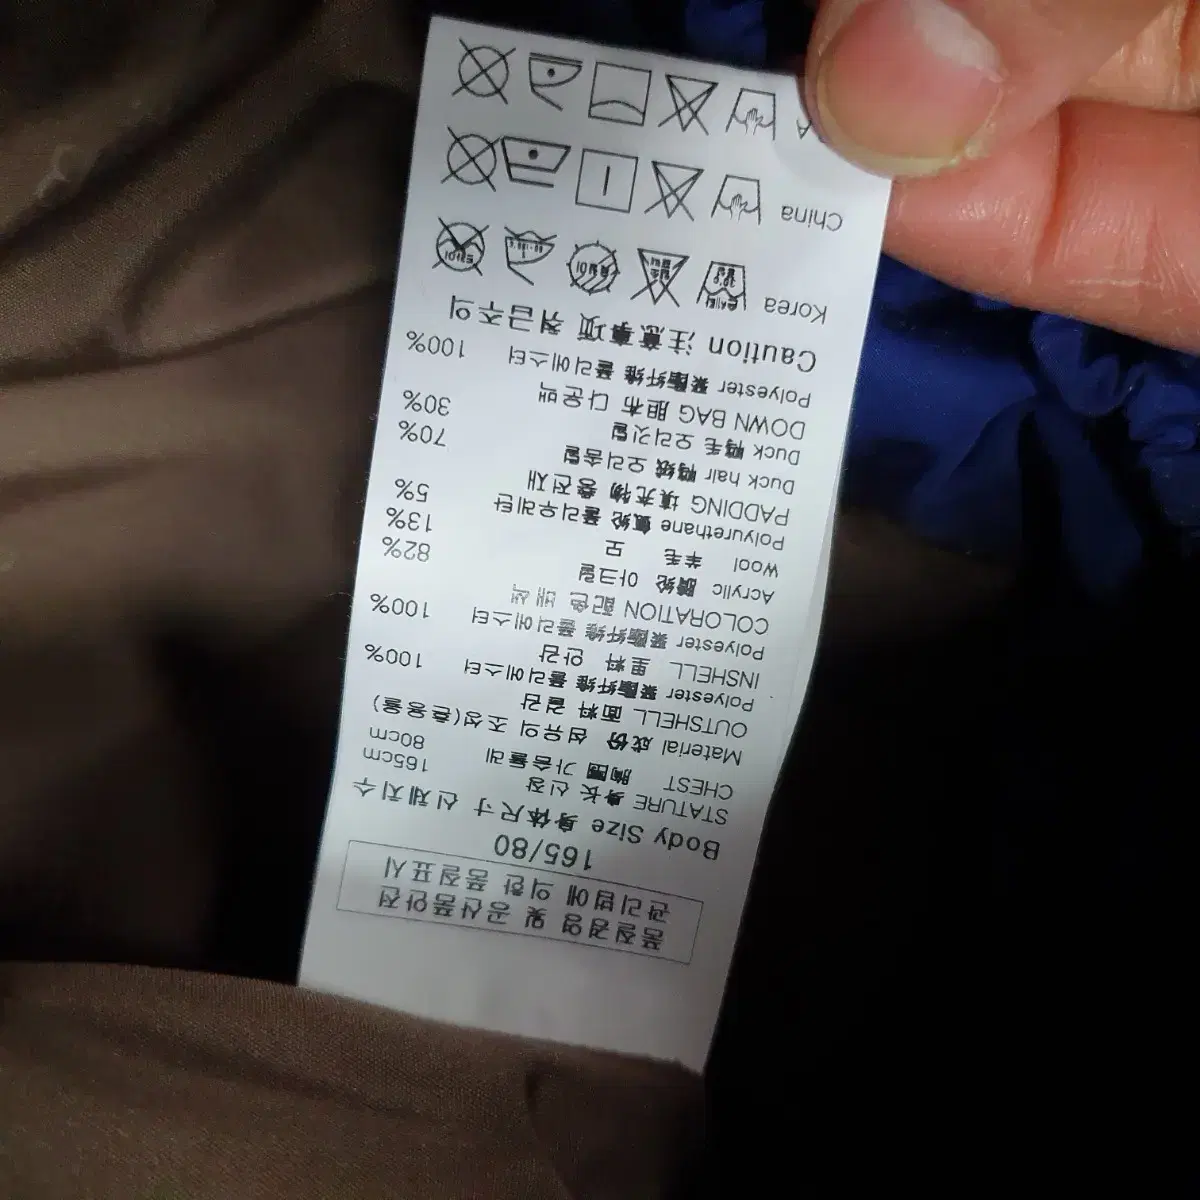 품질경영 및 공산품안전
관리법에 의한 품질표시
165/80
Body Size 身体尺寸 신체치수
STATURE 身长 신장 165cm
CHEST 胸圍 가슴둘레 80cm
Material 成份 섬유의 조성(혼용율)
OUTSHELL 面料 겉감
Polyester 聚酯纤维 폴리에스터 100%
INSHELL 里料 안감
Polyester 聚酯纤维 폴리에스터 100%
COLORATION 配色 배색
Acrylic 腈纶 아크릴 82%
Wool 羊毛 모 13%
Polyurethane 氨纶 폴리우레탄 5%
PADDING 填充物 충전재
Duck hair 鸭绒 오리솜털 70%
Duck 鸭毛 오리깃털 30%
DOWN BAG 胆布 다운백
Polyester 聚酯纤维 폴리에스터 100%
Caution 注意事项 취급주의
Korea
China